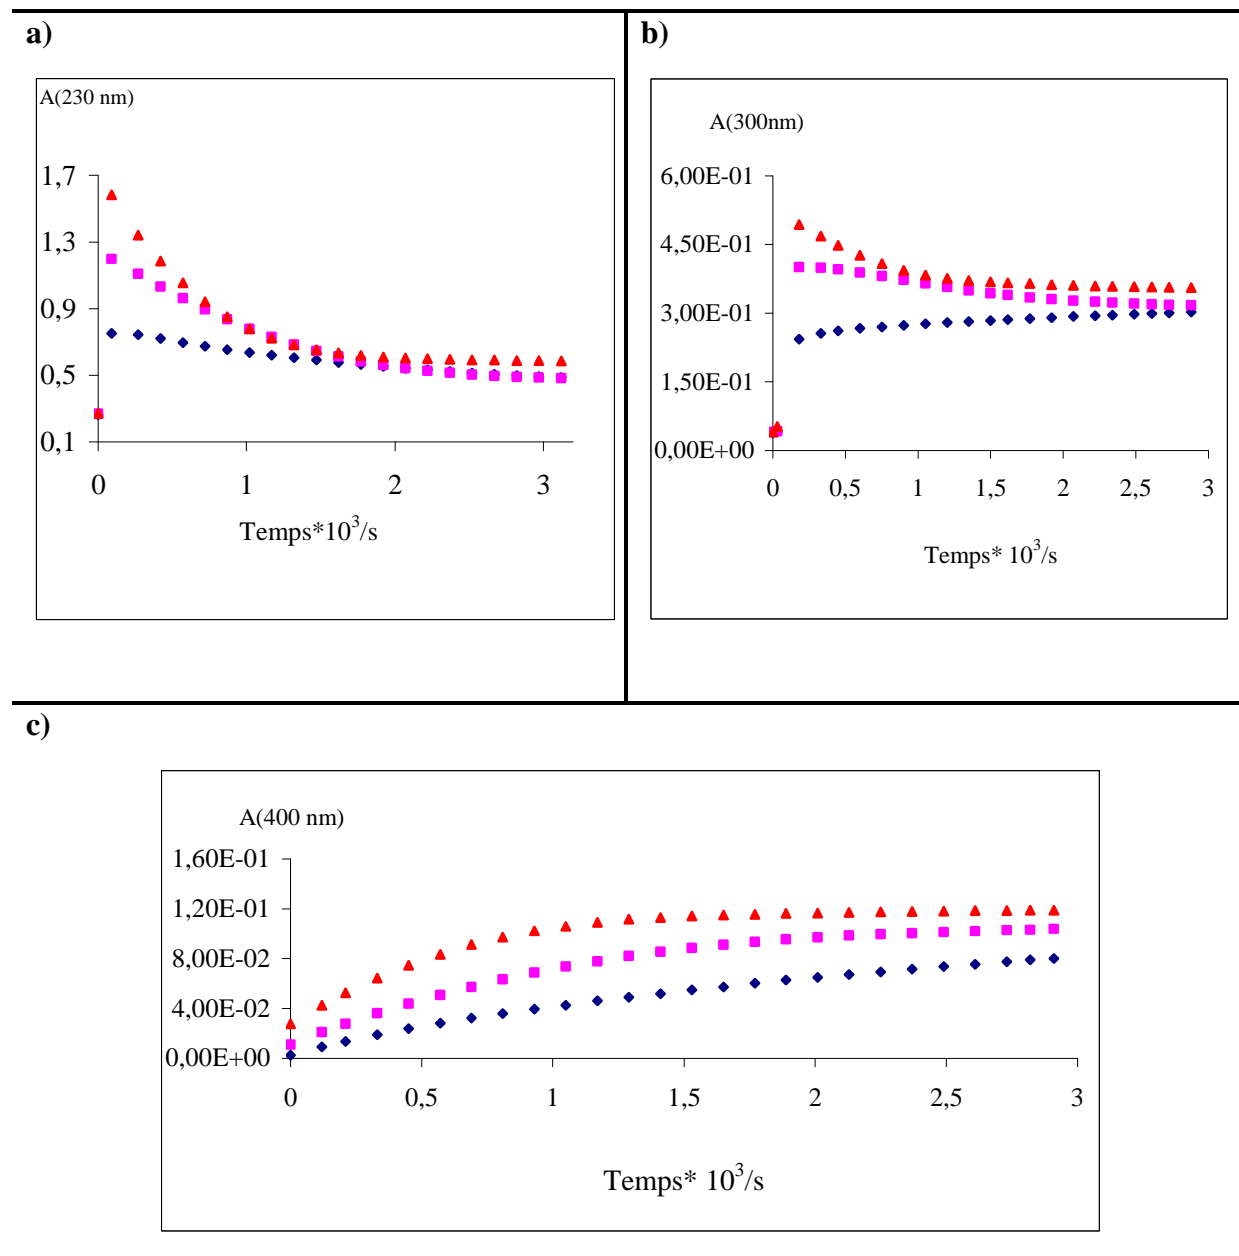 a)
A(230 nm)
1,7
1,3
0,9
0,5
0,1
0 1 2 3
Temps*10³/s
b)
A(300nm)
6,00E-01
4,50E-01
3,00E-01
1,50E-01
0,00E+00
0 0,5 1 1,5 2 2,5 3
Temps* 10³/s
c)
A(400 nm)
1,60E-01
1,20E-01
8,00E-02
4,00E-02
0,00E+00
0 0,5 1 1,5 2 2,5 3
Temps* 10³/s